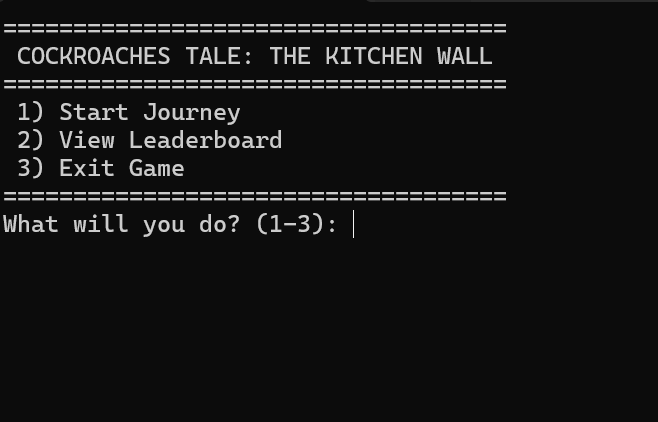 ====================================
COCKROACHES TALE: THE KITCHEN WALL
====================================
1) Start Journey
2) View Leaderboard
3) Exit Game
====================================
What will you do? (1-3):